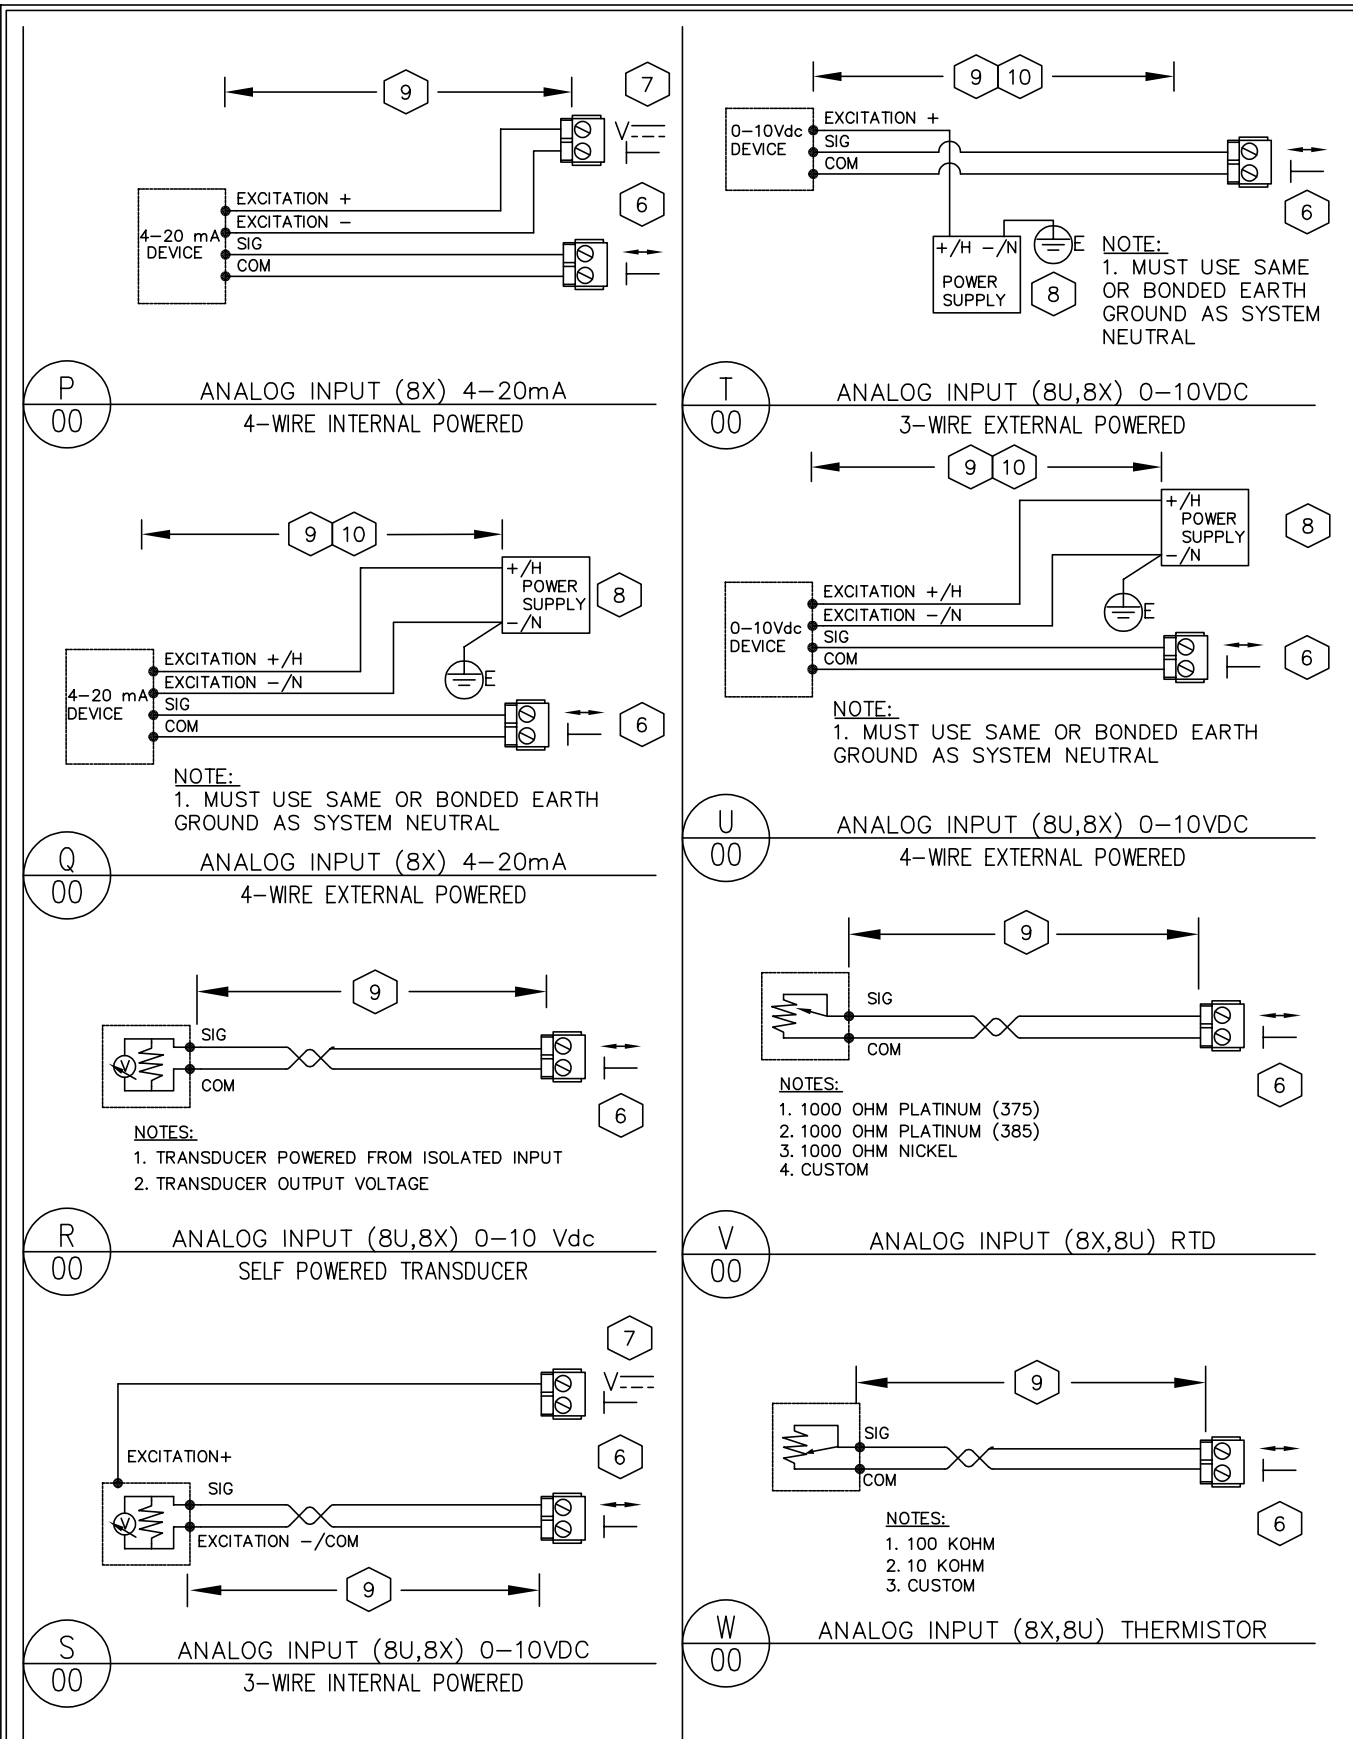 9
7
V
EXCITATION +
EXCITATION −
SIG
COM
4−20 mA
DEVICE
6
P
00
ANALOG INPUT (8X) 4−20mA
4−WIRE INTERNAL POWERED
9 10
+/H
POWER
SUPPLY
−/N
8
E
EXCITATION +/H
EXCITATION −/N
SIG
COM
4−20 mA
DEVICE
6
NOTE:
1. MUST USE SAME OR BONDED EARTH
GROUND AS SYSTEM NEUTRAL
Q
00
ANALOG INPUT (8X) 4−20mA
4−WIRE EXTERNAL POWERED
9
SIG
V
COM
6
NOTES:
1. TRANSDUCER POWERED FROM ISOLATED INPUT
2. TRANSDUCER OUTPUT VOLTAGE
R
00
ANALOG INPUT (8U,8X) 0−10 Vdc
SELF POWERED TRANSDUCER
7
V
EXCITATION+
6
SIG
V
EXCITATION −/COM
9
S
00
ANALOG INPUT (8U,8X) 0−10VDC
3−WIRE INTERNAL POWERED
9 10
EXCITATION +
0−10Vdc
DEVICE
SIG
COM
6
+/H −/N
POWER
SUPPLY
E
8
NOTE:
1. MUST USE SAME
OR BONDED EARTH
GROUND AS SYSTEM
NEUTRAL
T
00
ANALOG INPUT (8U,8X) 0−10VDC
3−WIRE EXTERNAL POWERED
9 10
+/H
POWER
SUPPLY
−/N
8
E
EXCITATION +/H
EXCITATION −/N
0−10Vdc
DEVICE
SIG
COM
6
NOTE:
1. MUST USE SAME OR BONDED EARTH
GROUND AS SYSTEM NEUTRAL
U
00
ANALOG INPUT (8U,8X) 0−10VDC
4−WIRE EXTERNAL POWERED
9
SIG
COM
6
NOTES:
1. 1000 OHM PLATINUM (375)
2. 1000 OHM PLATINUM (385)
3. 1000 OHM NICKEL
4. CUSTOM
V
00
ANALOG INPUT (8X,8U) RTD
9
SIG
COM
6
NOTES:
1. 100 KOHM
2. 10 KOHM
3. CUSTOM
W
00
ANALOG INPUT (8X,8U) THERMISTOR